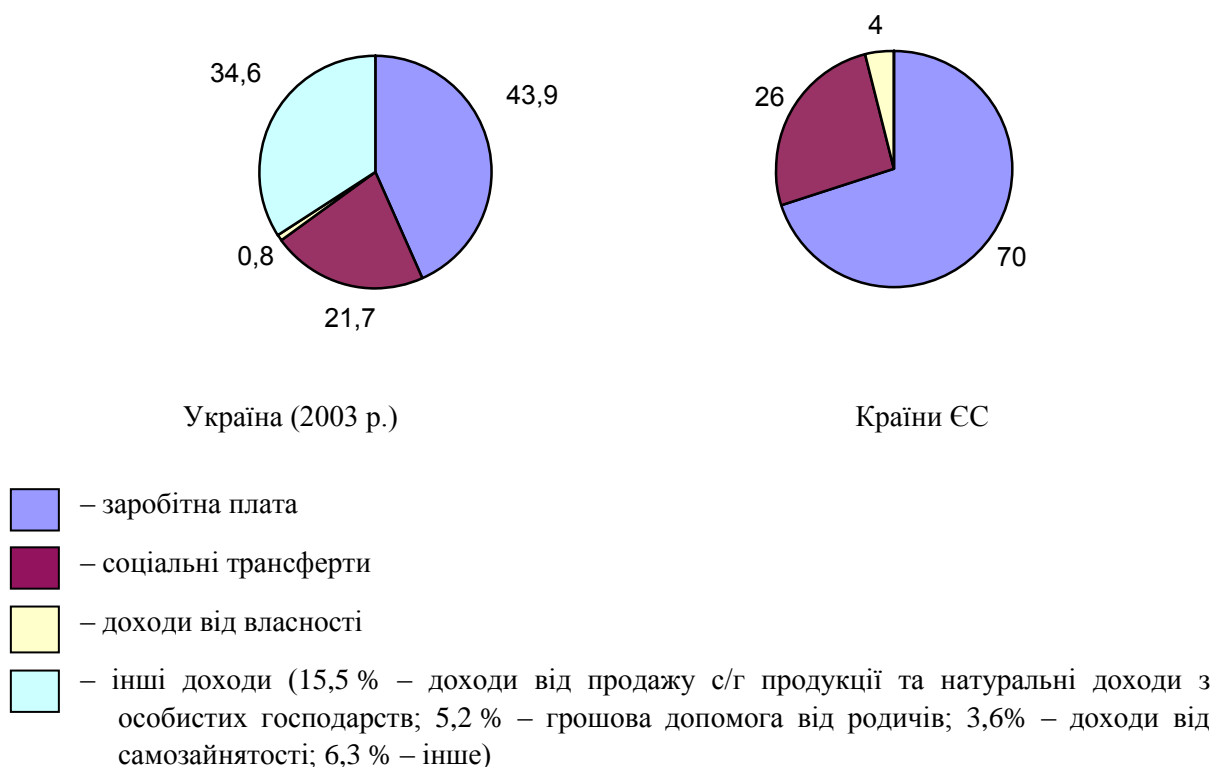 4
34,6
43,9
26
0,8
70
21,7
Україна (2003 р.)
Країни ЄС
– заробітна плата
– соціальні трансферти
– доходи від власності
– інші доходи (15,5 % – доходи від продажу с/г продукції та натуральні доходи з
особистих господарств; 5,2 % – грошова допомога від родичів; 3,6% – доходи від
самозайнятості; 6,3 % – інше)